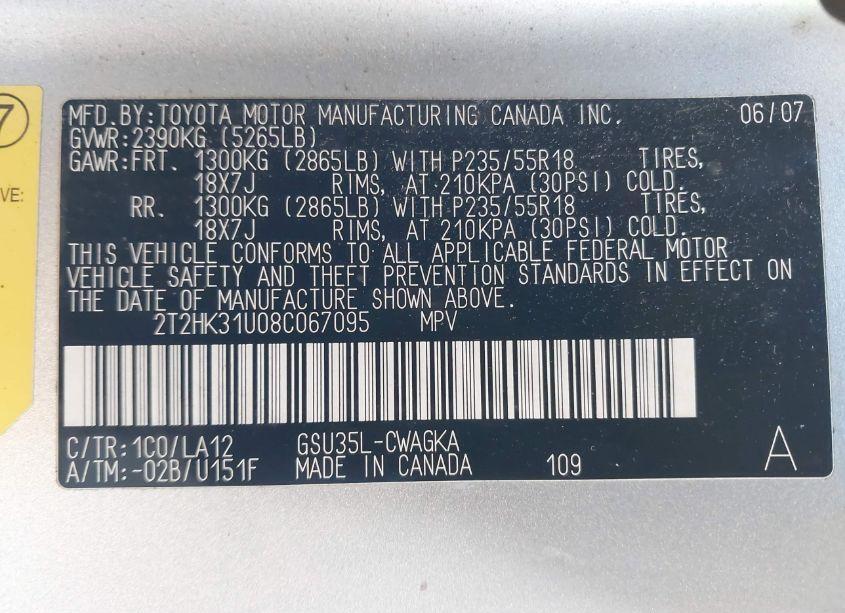 7
VE:
MFD.BY:TOYOTA MOTOR MANUFACTURING CANADA INC. 06/07
GVWR:2390KG (5265LB)
GAWR:FRT. 1300KG (2865LB) WITH P235/55R18 TIRES,
18X7J RIMS, AT 210KPA (30PSI) COLD.
RR. 1300KG (2865LB) WITH P235/55R18 TIRES,
18X7J RIMS, AT 210KPA (30PSI) COLD.
THIS VEHICLE CONFORMS TO ALL APPLICABLE FEDERAL MOTOR
VEHICLE SAFETY AND THEFT PREVENTION STANDARDS IN EFFECT ON
THE DATE OF MANUFACTURE SHOWN ABOVE.
2T2HK31U08C067095 MPV
C/TR:1C0/LA12 GSU35L-CWAGKA
A/TM:-02B/U151F MADE IN CANADA 109 A